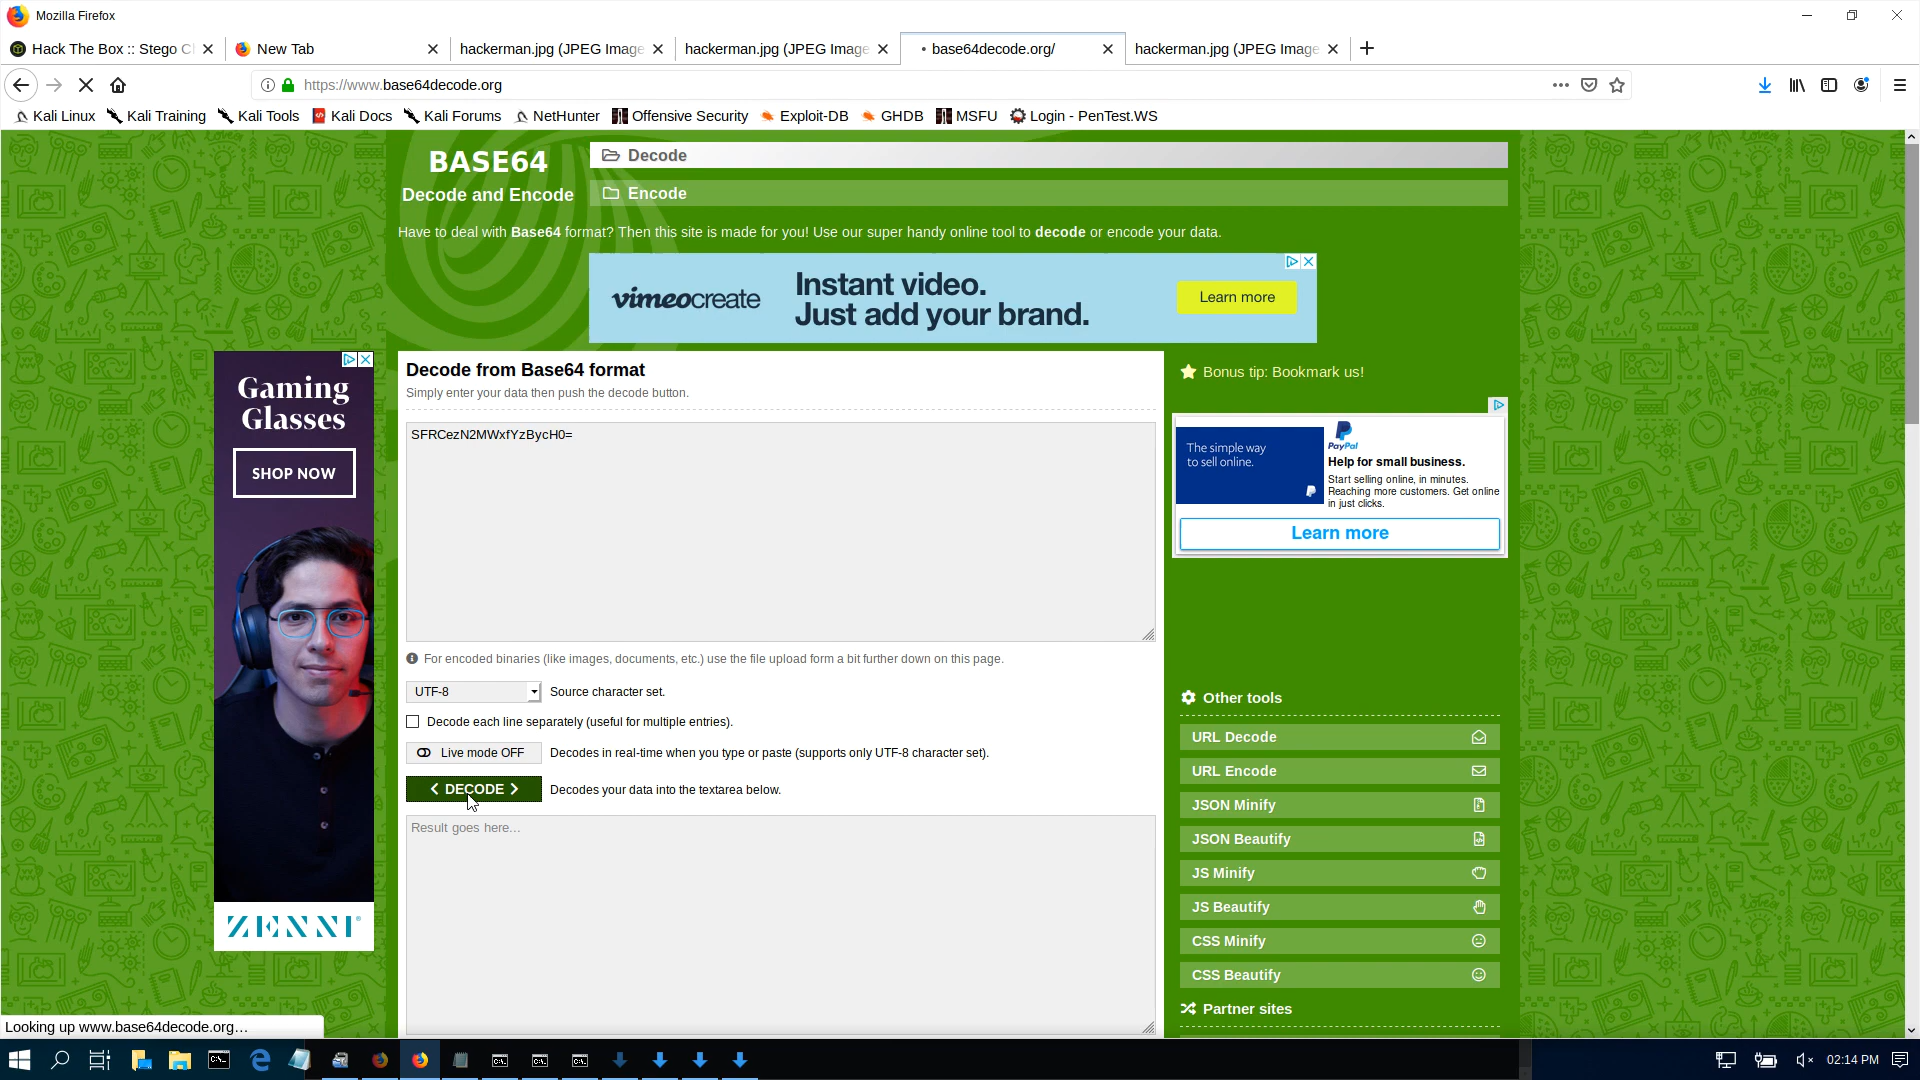 Mozilla Firefox
Hack The Box :: Stego C
New Tab
hackerman.jpg (JPEG Image
hackerman.jpg (JPEG Image
base64decode.org/
hackerman.jpg (JPEG Image
https://www.base64decode.org
Kali Linux Kali Training Kali Tools Kali Docs Kali Forums NetHunter Offensive Security Exploit-DB GHDB MSFU Login - PenTest.WS
BASE64
Decode and Encode
Decode
Encode
Have to deal with Base64 format? Then this site is made for you! Use our super handy online tool to decode or encode your data.
vimeocreate
Instant video.
Just add your brand.
Learn more
Gaming
Glasses
SHOP NOW
ZENNI
Decode from Base64 format
Simply enter your data then push the decode button.
SFRCezN2MWxfYzBycH0=
For encoded binaries (like images, documents, etc.) use the file upload form a bit further down on this page.
UTF-8 Source character set.
Decode each line separately (useful for multiple entries).
Live mode OFF Decodes in real-time when you type or paste (supports only UTF-8 character set).
< DECODE > Decodes your data into the textarea below.
Result goes here...
Bonus tip: Bookmark us!
The simple way
to sell online.
PayPal
Help for small business.
Start selling online, in minutes.
Reaching more customers. Get online
in just clicks.
Learn more
Other tools
URL Decode
URL Encode
JSON Minify
JSON Beautify
JS Minify
JS Beautify
CSS Minify
CSS Beautify
Partner sites
Looking up www.base64decode.org…
02:14 PM